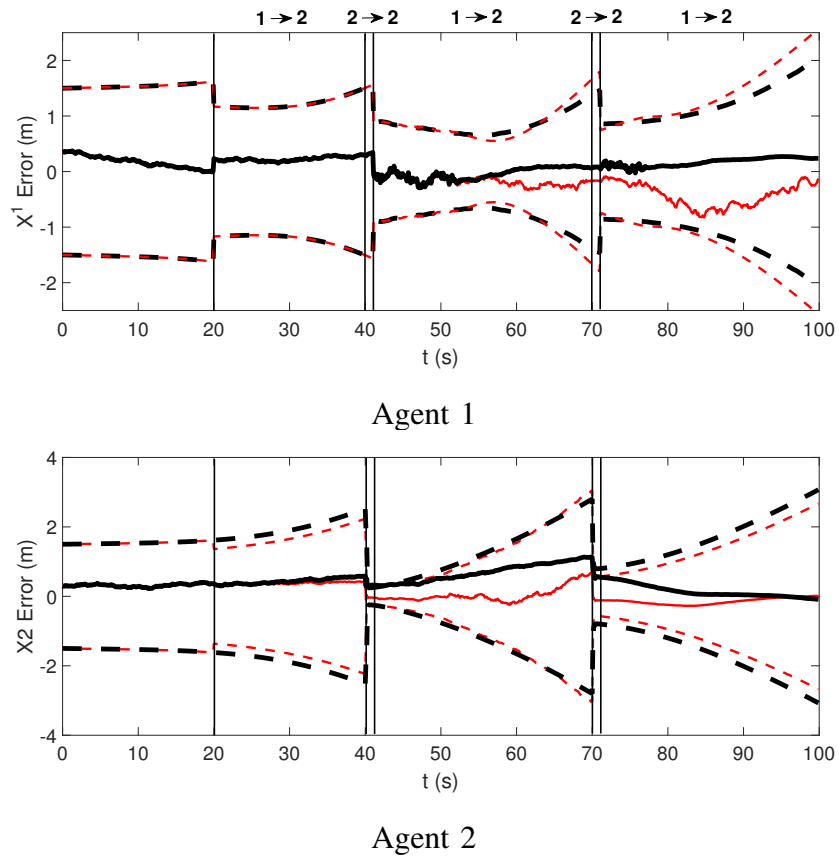 1 → 2 2 → 2 1 → 2 2 → 2 1 → 2
2
1
0
-1
-2
X¹ Error (m)
0 10 20 30 40 50 60 70 80 90 100
t (s)
Agent 1
4
2
0
-2
-4
X2 Error (m)
0 10 20 30 40 50 60 70 80 90 100
t (s)
Agent 2